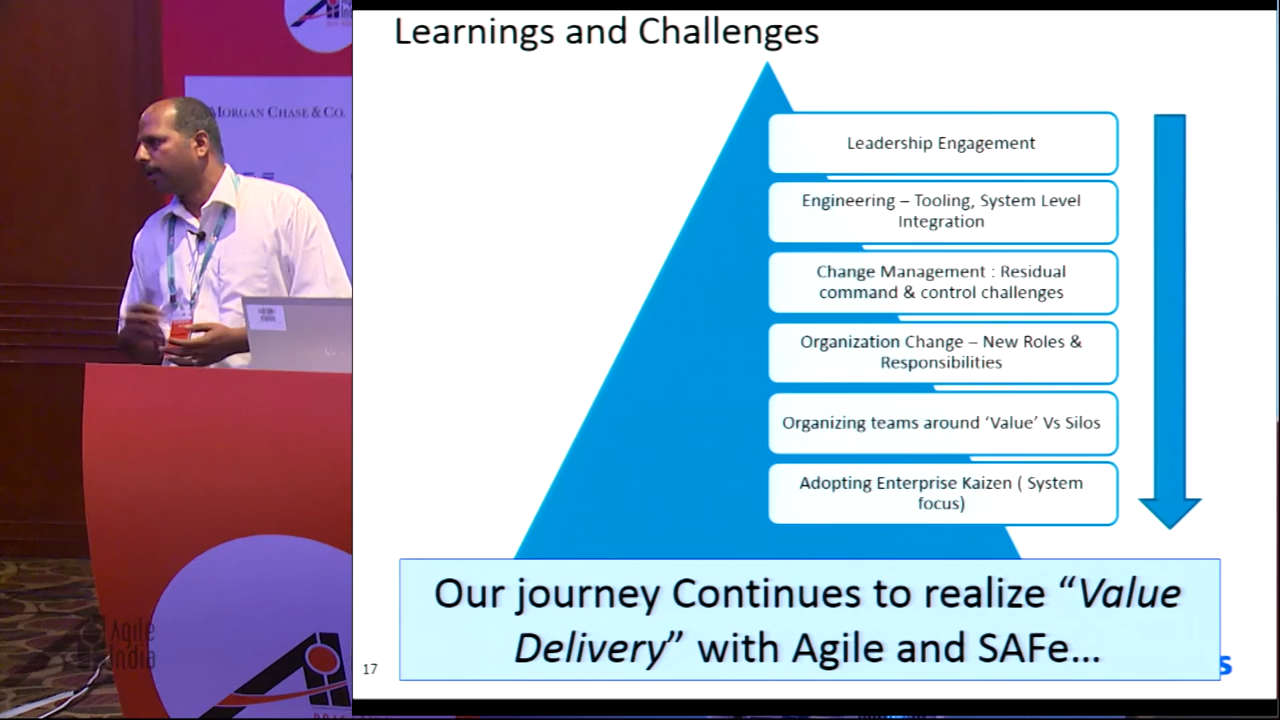 Learnings and Challenges
MORGAN CHASE & CO.
Leadership Engagement
Engineering – Tooling, System Level
Integration
Change Management : Residual
command & control challenges
Organization Change – New Roles &
Responsibilities
Organizing teams around ‘Value’ Vs Silos
Adopting Enterprise Kaizen ( System
focus)
Our journey Continues to realize “Value
Delivery” with Agile and SAFe...
17
s
Agile
India